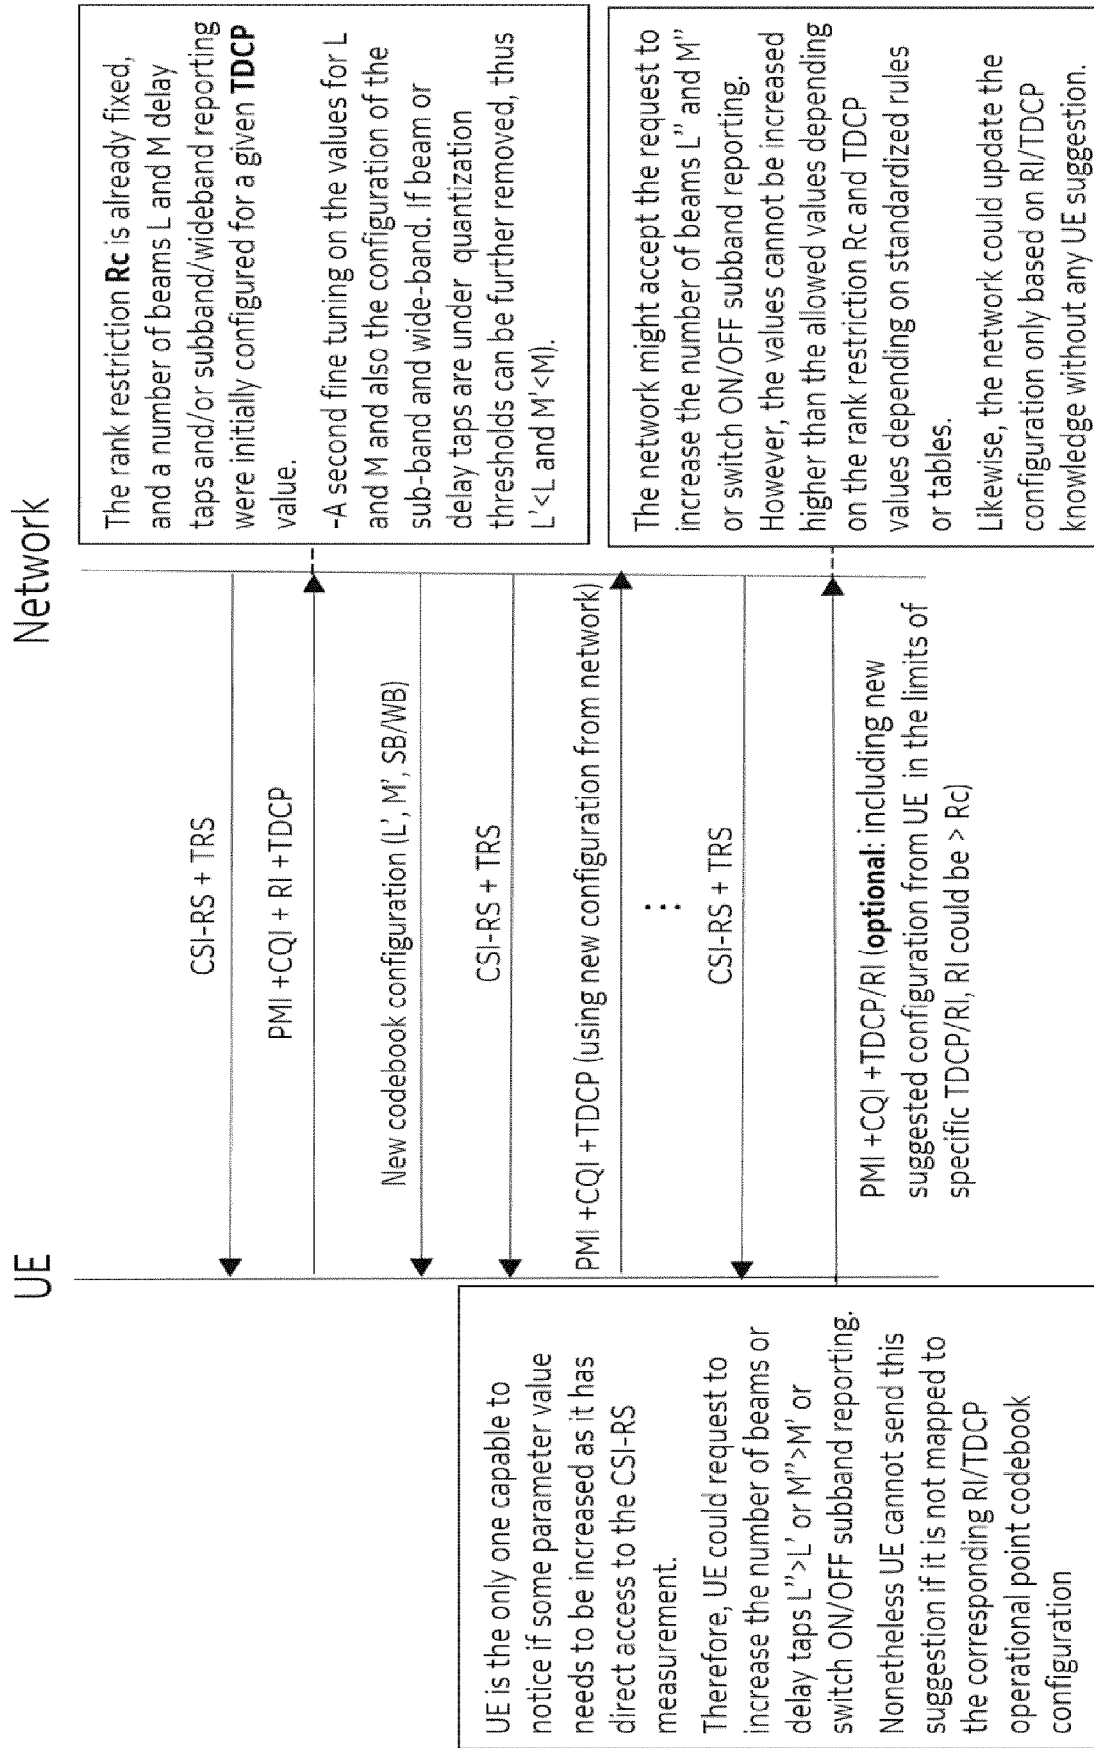 UE
Network
CSI-RS + TRS
PMI +CQI + RI +TDCP
The rank restriction Rc is already fixed,
and a number of beams L and M delay
taps and/or subband/wideband reporting
were initially configured for a given TDCP
value.
-A second fine tuning on the values for L
and M and also the configuration of the
sub-band and wide-band. If beam or
delay taps are under quantization
thresholds can be further removed, thus
L'<L and M'<M).
New codebook configuration (L', M', SB/WB)
CSI-RS + TRS
PMI +CQI +TDCP (using new configuration from network)
...
CSI-RS + TRS
UE is the only one capable to
notice if some parameter value
needs to be increased as it has
direct access to the CSI-RS
measurement.
Therefore, UE could request to
increase the number of beams or
delay taps L''>L' or M''>M' or
switch ON/OFF subband reporting.
Nonetheless UE cannot send this
suggestion if it is not mapped to
the corresponding RI/TDCP
operational point codebook
configuration
PMI +CQI +TDCP/RI (optional: including new
suggested configuration from UE in the limits of
specific TDCP/RI, RI could be > Rc)
The network might accept the request to
increase the number of beams L'' and M''
or switch ON/OFF subband reporting.
However, the values cannot be increased
higher than the allowed values depending
on the rank restriction Rc and TDCP
values depending on standardized rules
or tables.
Likewise, the network could update the
configuration only based on RI/TDCP
knowledge without any UE suggestion.